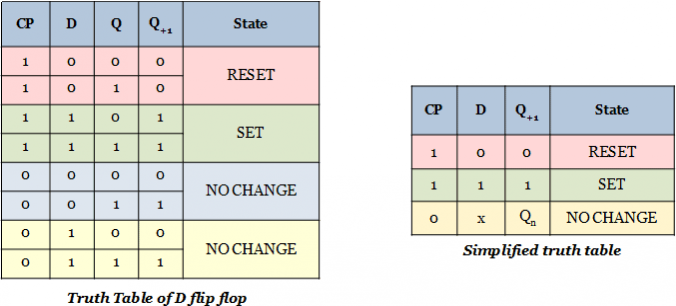 CP D Q Q+1 State
1 0 0 0 RESET
1 0 1 0
1 1 0 1 SET
1 1 1 1
0 0 0 0 NO CHANGE
0 0 1 1
0 1 0 0 NO CHANGE
0 1 1 1
Truth Table of D flip flop
CP D Q+1 State
1 0 0 RESET
1 1 1 SET
0 x Qn NO CHANGE
Simplified truth table